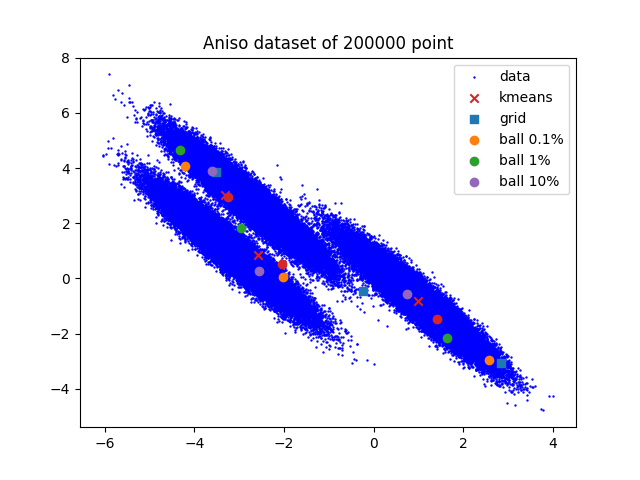 Aniso dataset of 200000 point
8
6
4
2
0
−2
−4
−6
−4
−2
0
2
4
data
kmeans
grid
ball 0.1%
ball 1%
ball 10%